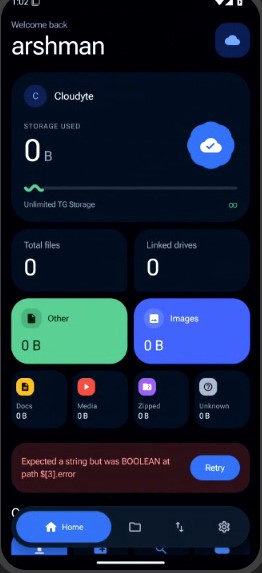 1:02
Welcome back
arshman
C Cloudyte
STORAGE USED
0 B
Unlimited TG Storage ∞
Total files
0
Linked drives
0
Other
0 B
Images
0 B
Docs
0 B
Media
0 B
Zipped
0 B
Unknown
0 B
Expected a string but was BOOLEAN at
path $[3].error
Retry
Home